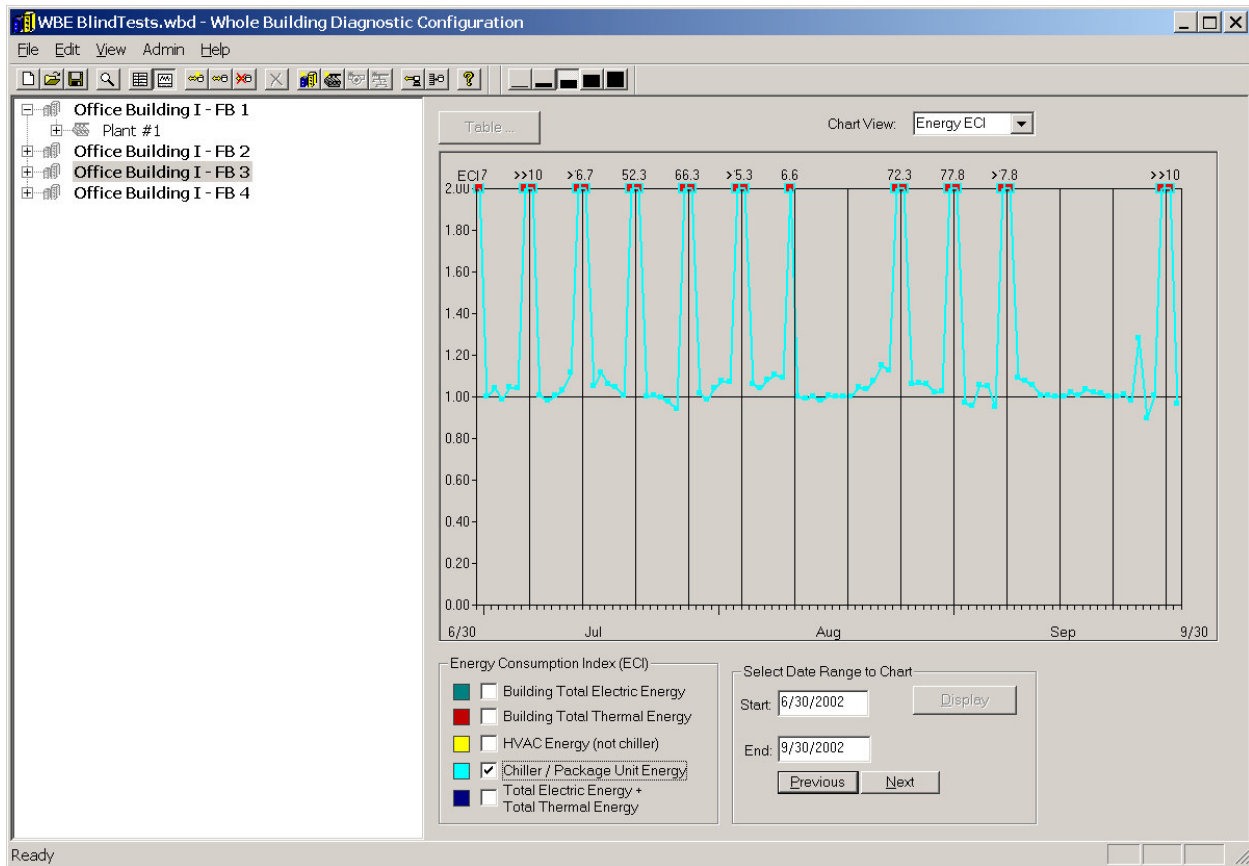 WBE BlindTests.wbd - Whole Building Diagnostic Configuration
File Edit View Admin Help
Office Building I - FB 1
Plant #1
Office Building I - FB 2
Office Building I - FB 3
Office Building I - FB 4
Table ...
Chart View: Energy ECI
ECI 7 >>10 >6.7 52.3 66.3 >5.3 6.6 72.3 77.8 >7.8 >>10
2.00
1.80
1.60
1.40
1.20
1.00
0.80
0.60
0.40
0.20
0.00
6/30 Jul Aug Sep 9/30
Energy Consumption Index (ECI)
Building Total Electric Energy
Building Total Thermal Energy
HVAC Energy (not chiller)
Chiller / Package Unit Energy
Total Electric Energy +
Total Thermal Energy
Select Date Range to Chart
Start: 6/30/2002
Display
End: 9/30/2002
Previous Next
Ready